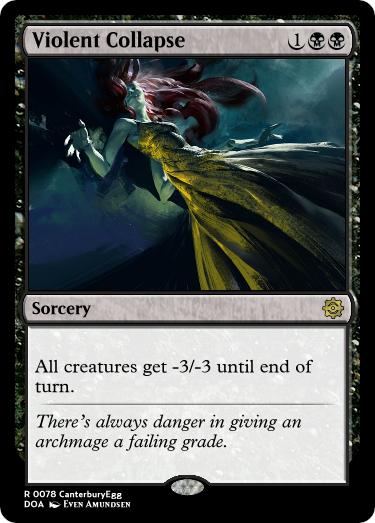 Violent Collapse 1
Sorcery
All creatures get -3/-3 until end of
turn.
There's always danger in giving an
archmage a failing grade.
R 0078 CanterburyEgg
DOA Even Amundsen